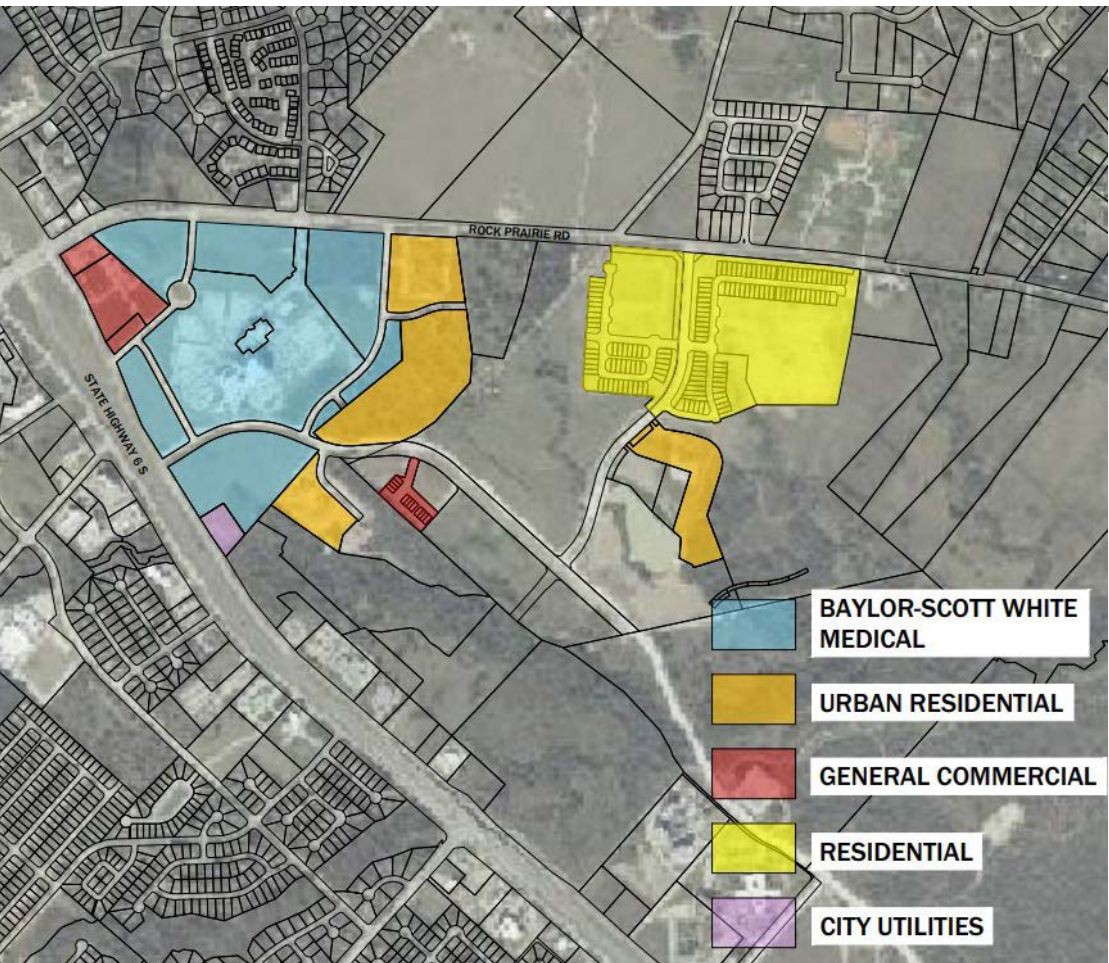 ROCK PRAIRIE RD
STATE HIGHWAY 6 S
BAYLOR-SCOTT WHITE
MEDICAL
URBAN RESIDENTIAL
GENERAL COMMERCIAL
RESIDENTIAL
CITY UTILITIES